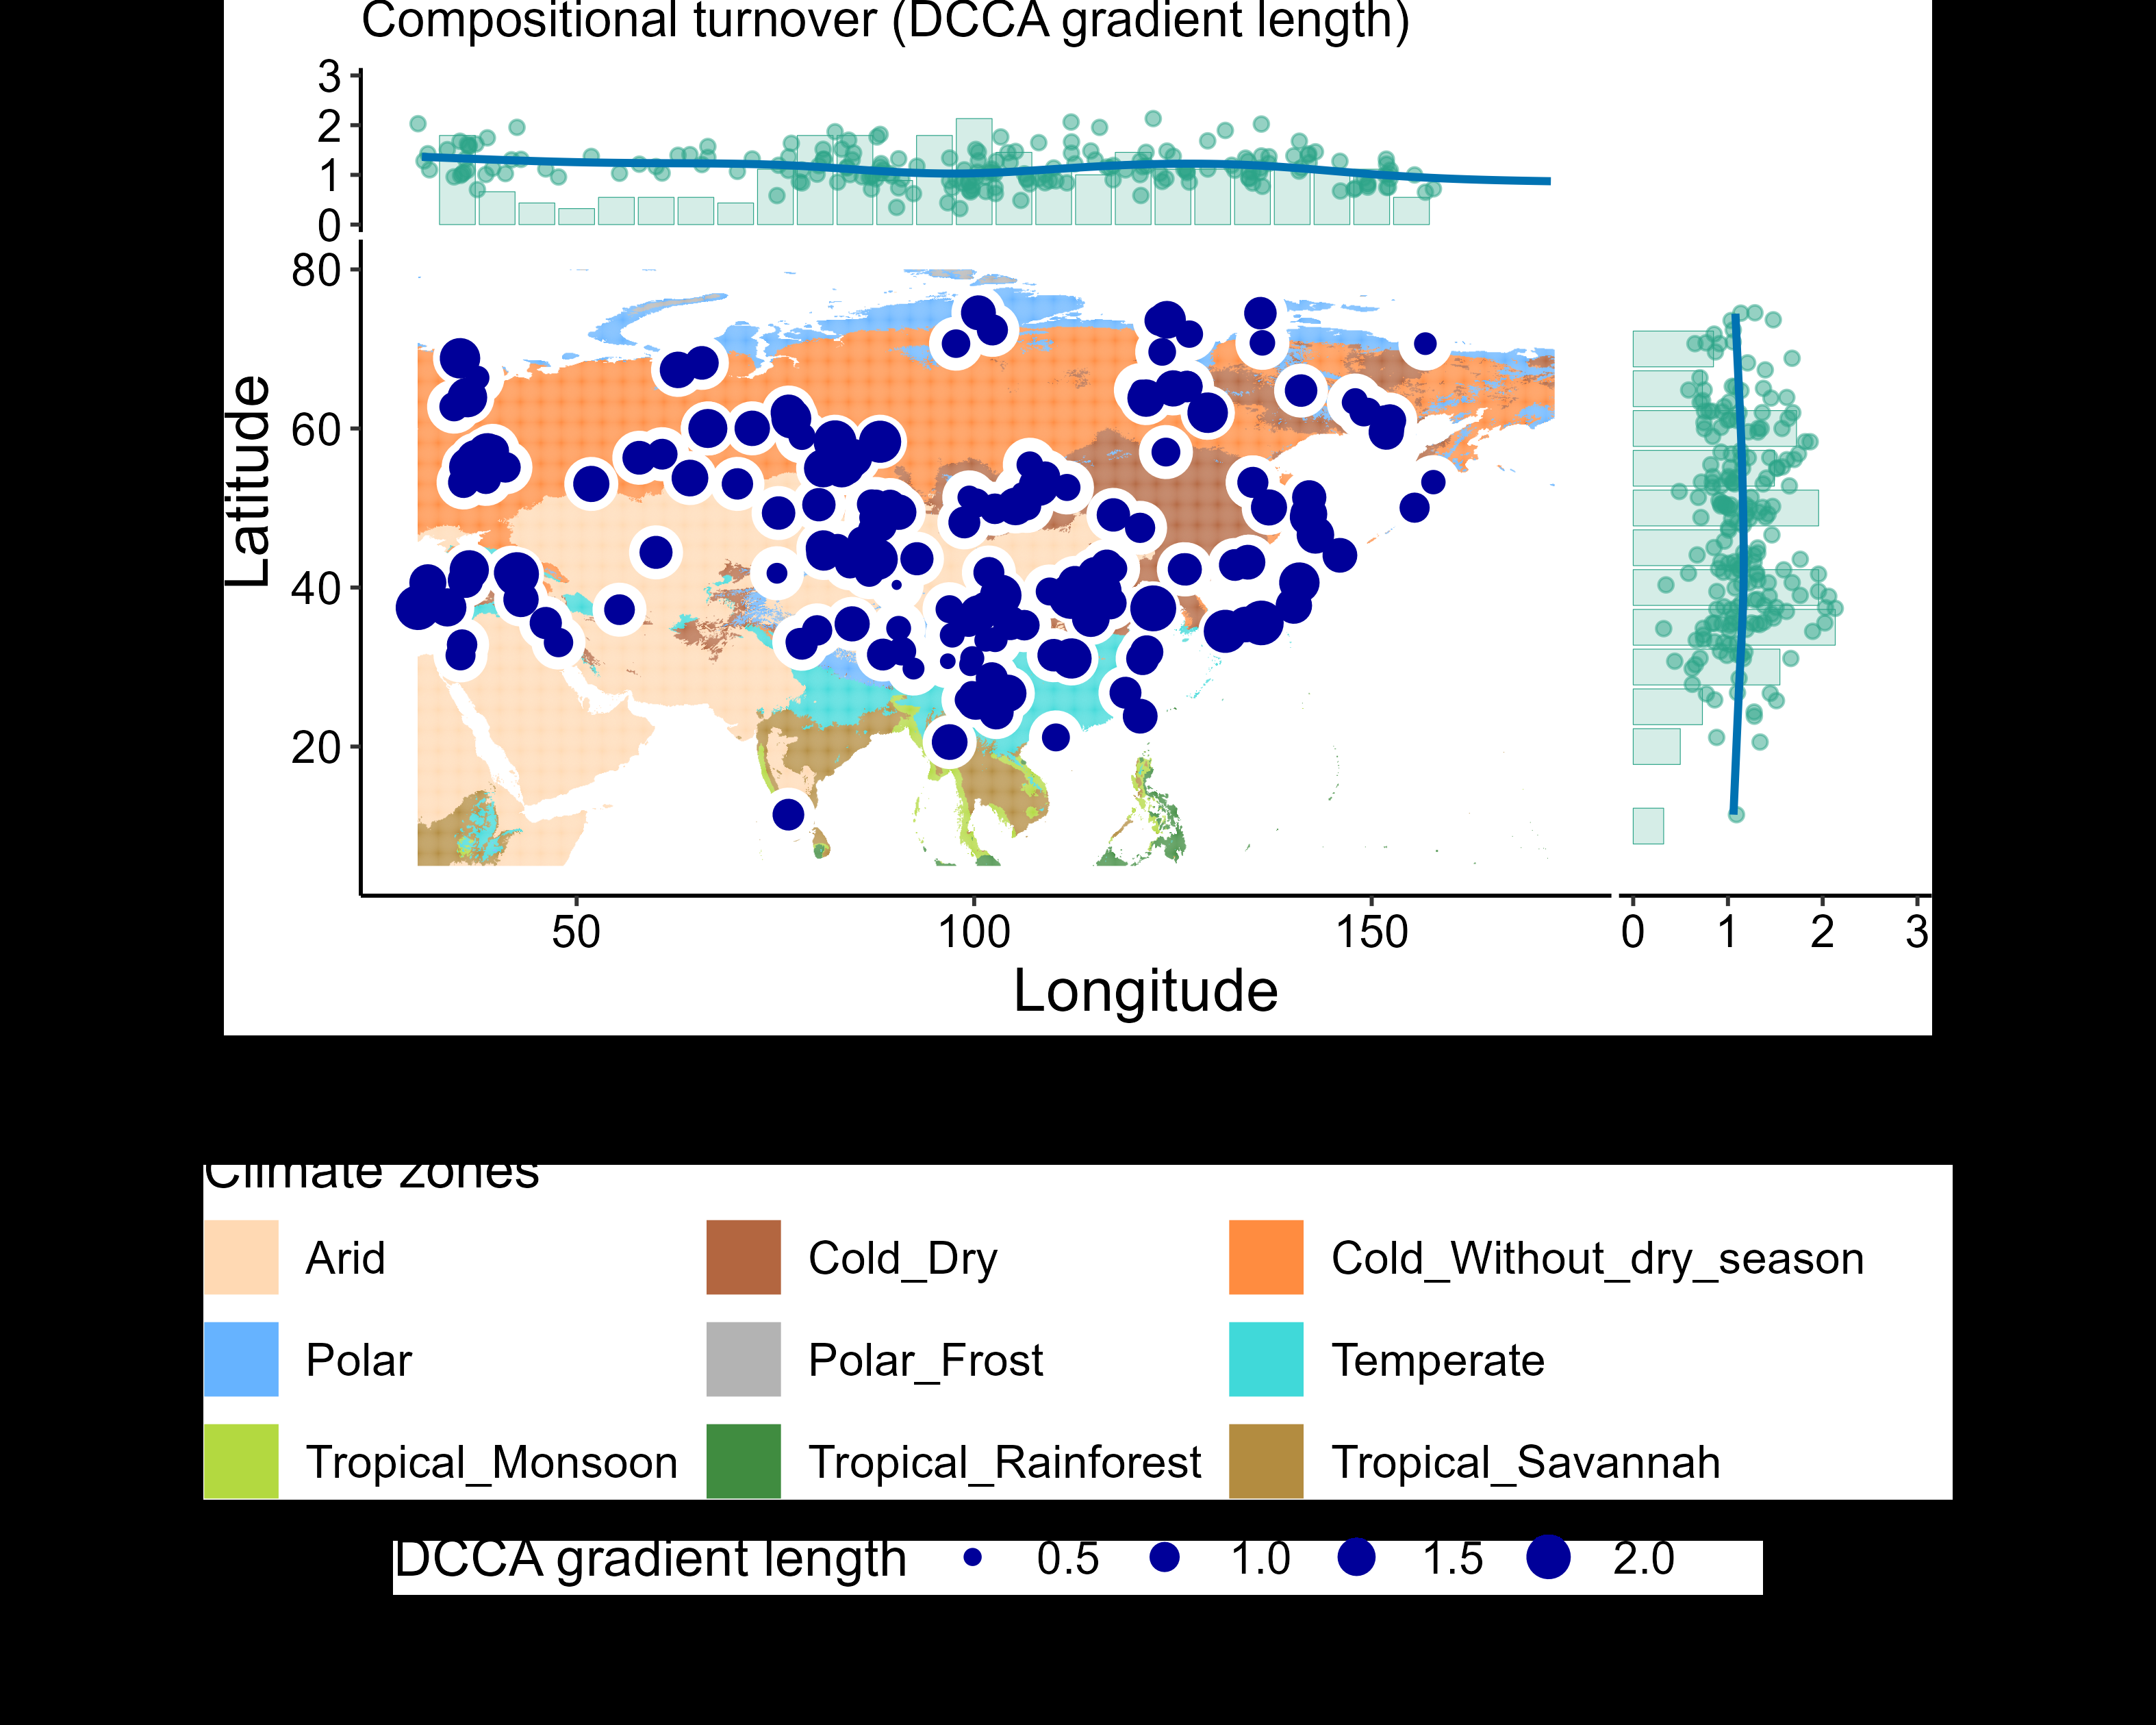 Compositional turnover (DCCA gradient length)
3
2
1
0
80
60
40
20
Latitude
50 100 150
0 1 2 3
Longitude
Climate zones
Arid Cold_Dry Cold_Without_dry_season
Polar Polar_Frost Temperate
Tropical_Monsoon Tropical_Rainforest Tropical_Savannah
DCCA gradient length 0.5 1.0 1.5 2.0